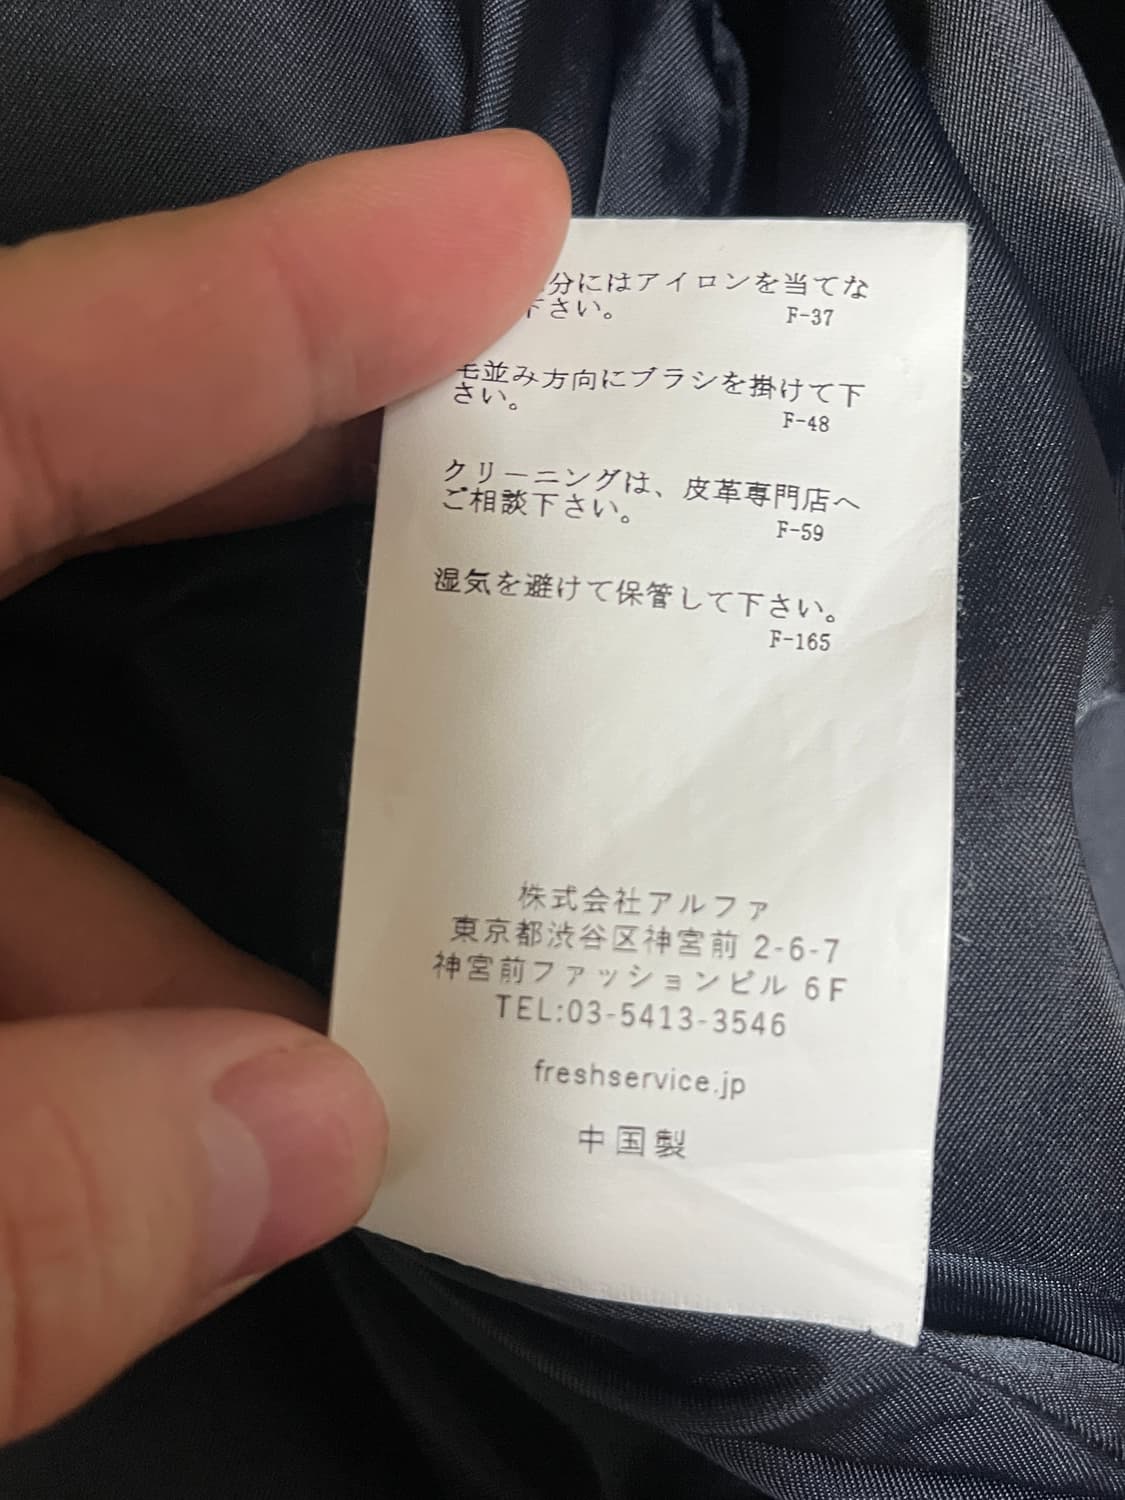 分にはアイロンを当てな
下さい。
F-37
毛並み方向にブラシを掛けて下
さい。
F-48
クリーニングは、皮革専門店へ
ご相談下さい。
F-59
湿気を避けて保管して下さい。
F-165
株式会社アルファ
東京都渋谷区神宮前 2-6-7
神宮前ファッションビル 6F
TEL:03-5413-3546
freshservice.jp
中国製